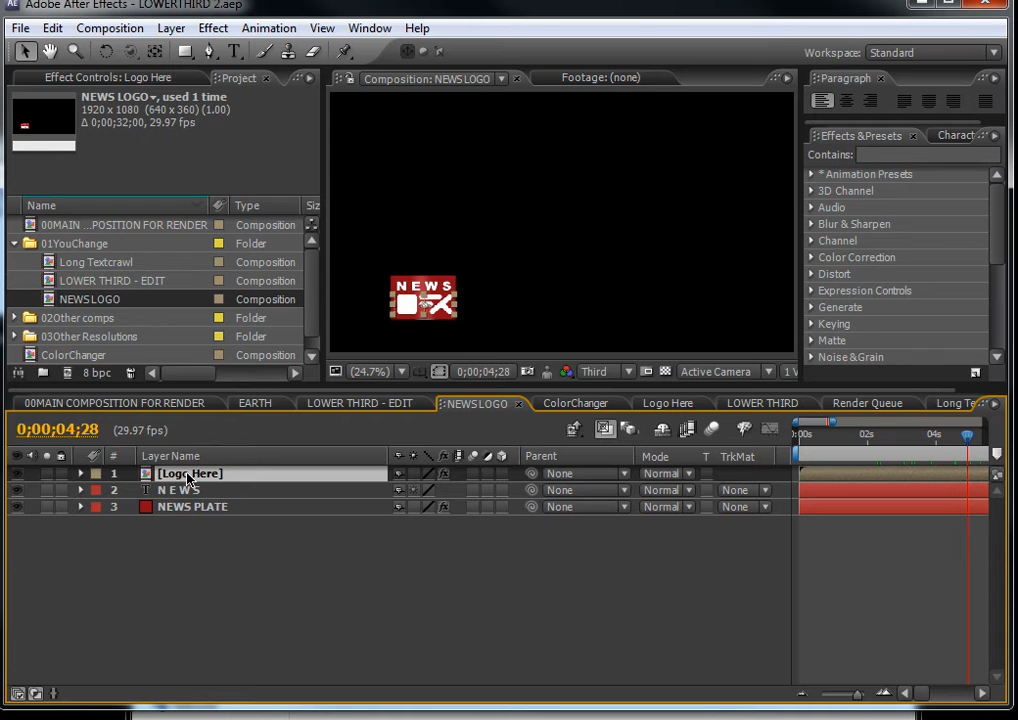 AE Adobe After Effects - LOWERTHIRD 2.aep
File Edit Composition Layer Effect Animation View Window Help
Workspace: Standard
Effect Controls: Logo Here Project
NEWS LOGO, used 1 time
1920 x 1080 (640 x 360) (1.00)
Δ 0;00;32;00, 29.97 fps
Name Type Siz
00MAIN ...POSITION FOR RENDER Composition
01YouChange Folder
Long Textcrawl Composition
LOWER THIRD - EDIT Composition
NEWS LOGO Composition
02Other comps Folder
03Other Resolutions Folder
ColorChanger Composition
8 bpc
Composition: NEWS LOGO Footage: (none)
NEWS
(24.7%) 0;00;04;28 Third Active Camera 1 V
Paragraph
Effects & Presets Charact
Contains:
* Animation Presets
3D Channel
Audio
Blur & Sharpen
Channel
Color Correction
Distort
Expression Controls
Generate
Keying
Matte
Noise & Grain
00MAIN COMPOSITION FOR RENDER EARTH LOWER THIRD - EDIT NEWS LOGO ColorChanger Logo Here LOWER THIRD Render Queue Long Te
0;00;04;28 (29.97 fps)
:00s 02s 04s
# Layer Name Parent Mode T TrkMat
1 [Logo Here] None Normal
2 T N E W S None Normal None
3 NEWS PLATE None Normal None